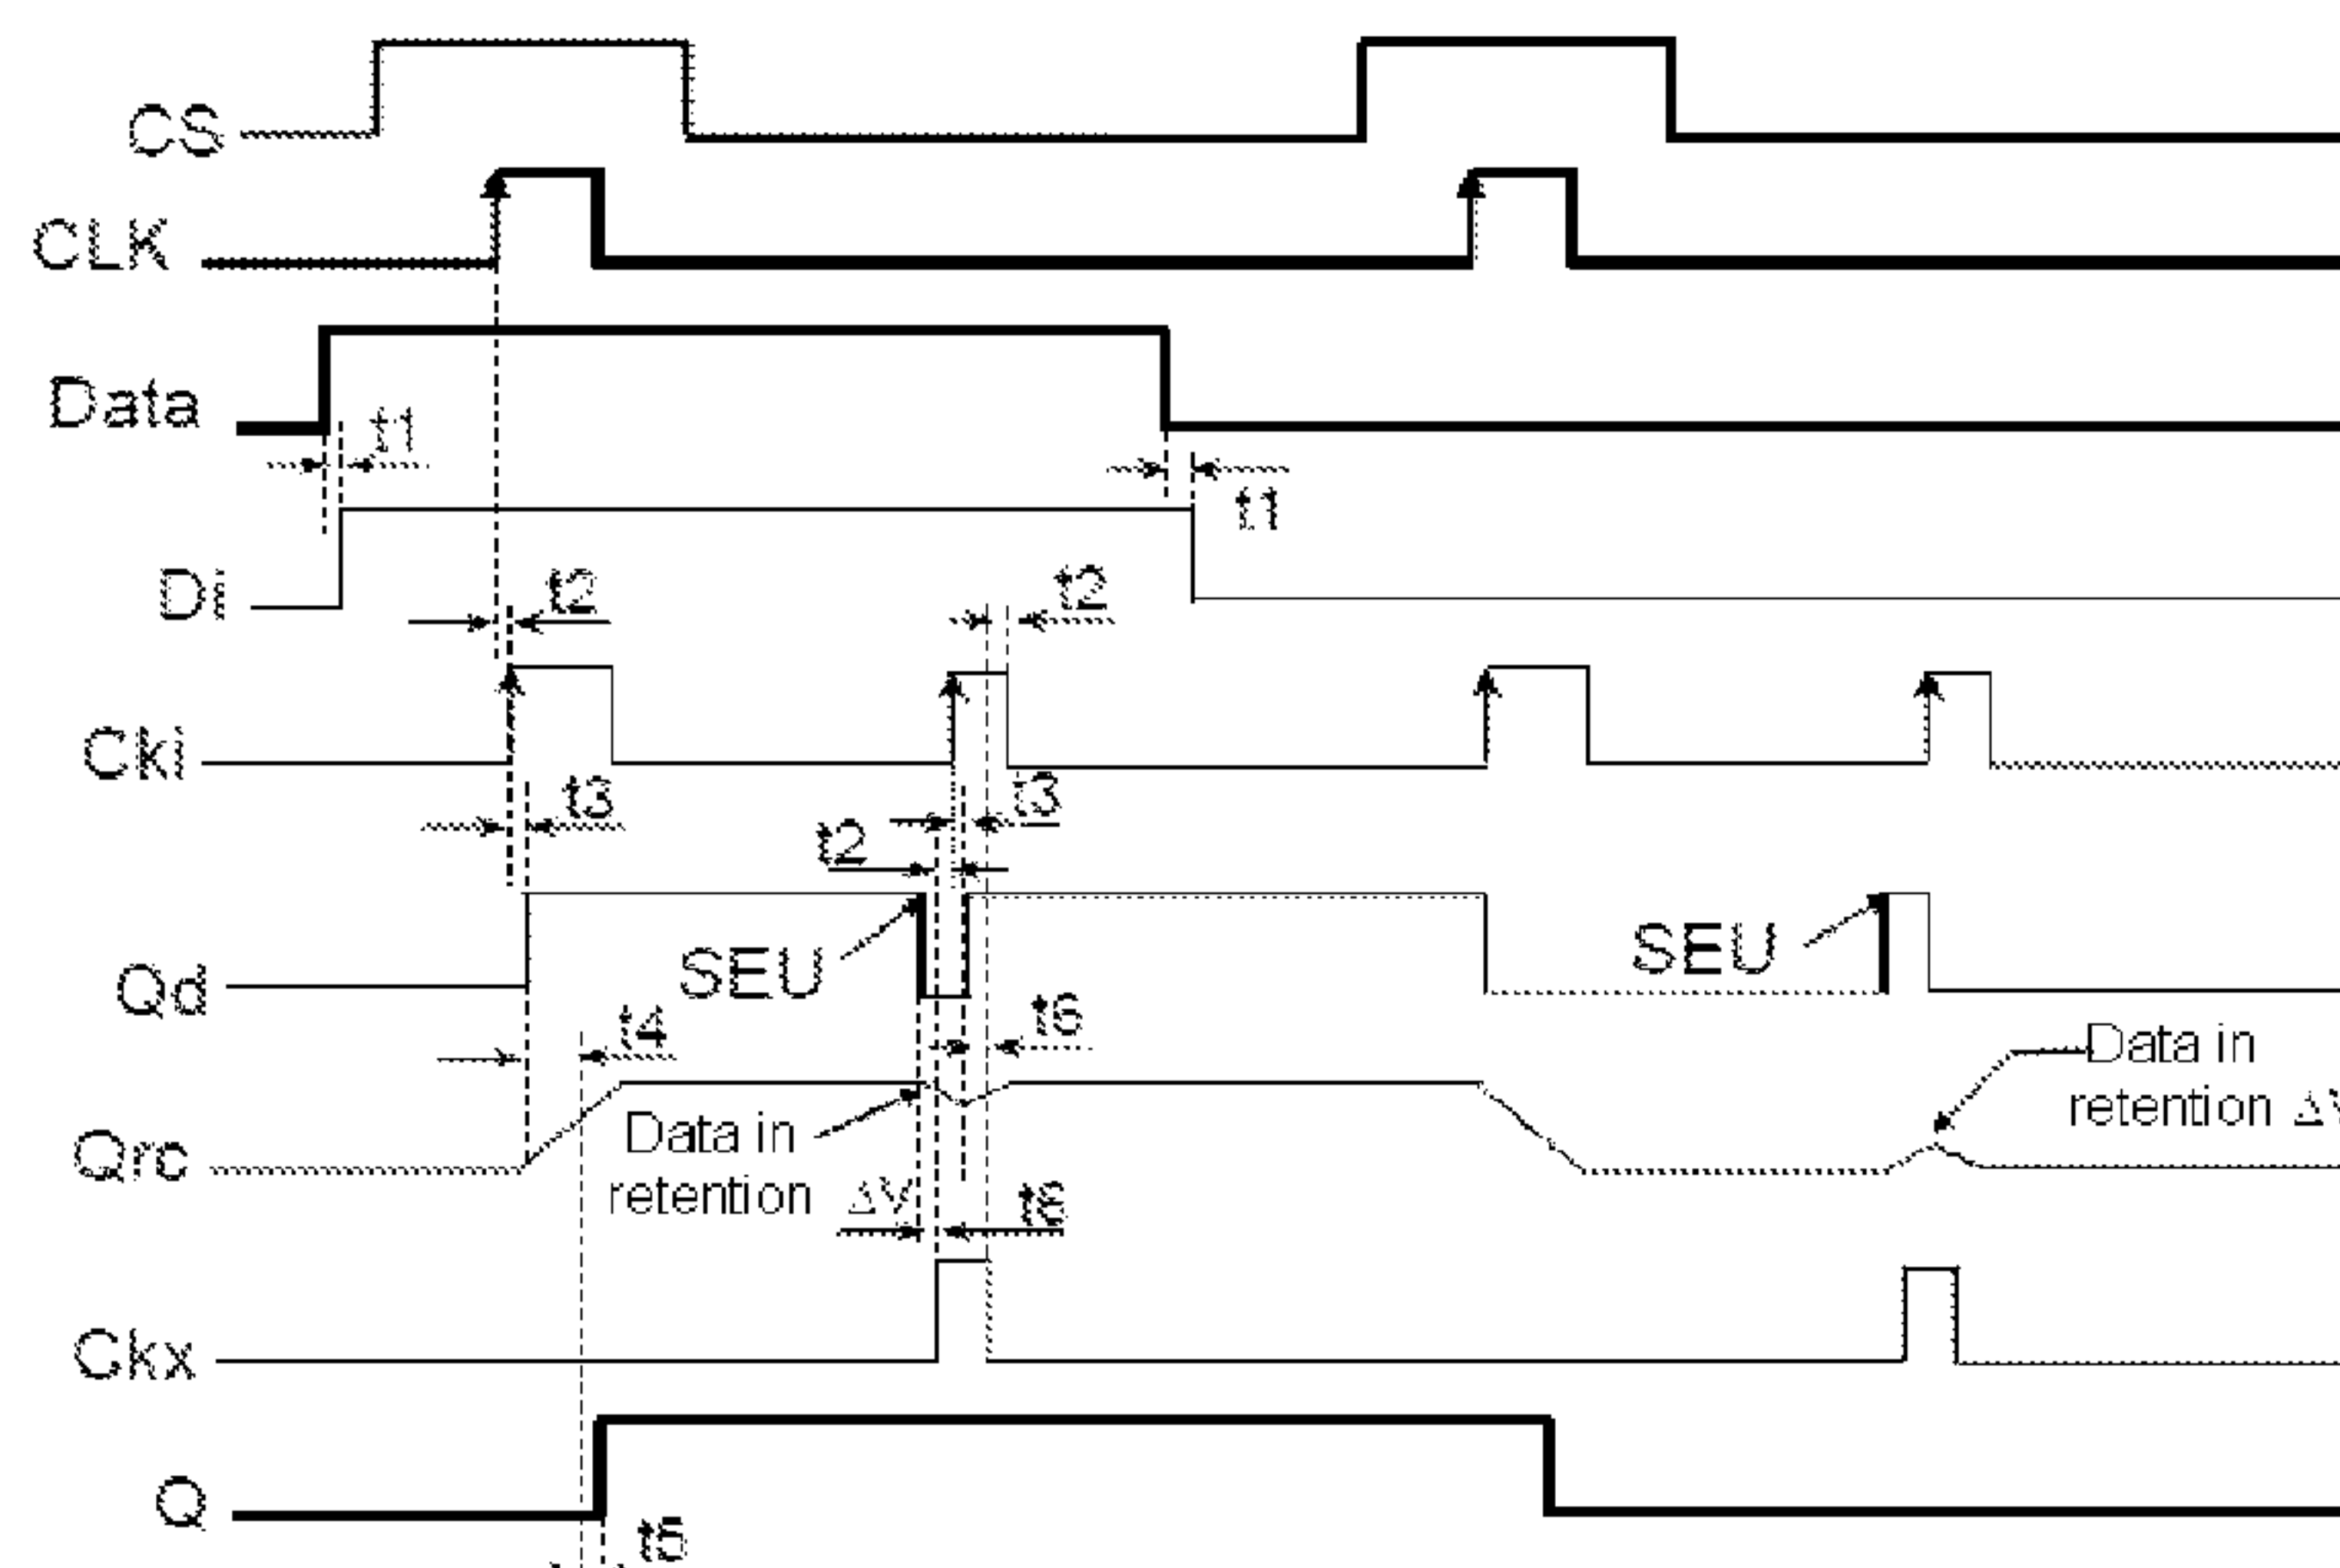 CS
CLK
Data
t1
t1
Di
t2
t2
Cki
t3
t3
t2
Qd
SEU
SEU
t4
t6
Data in
retention ΔV
Qrc
Data in
retention ΔV
t6
Ckx
Q
t5